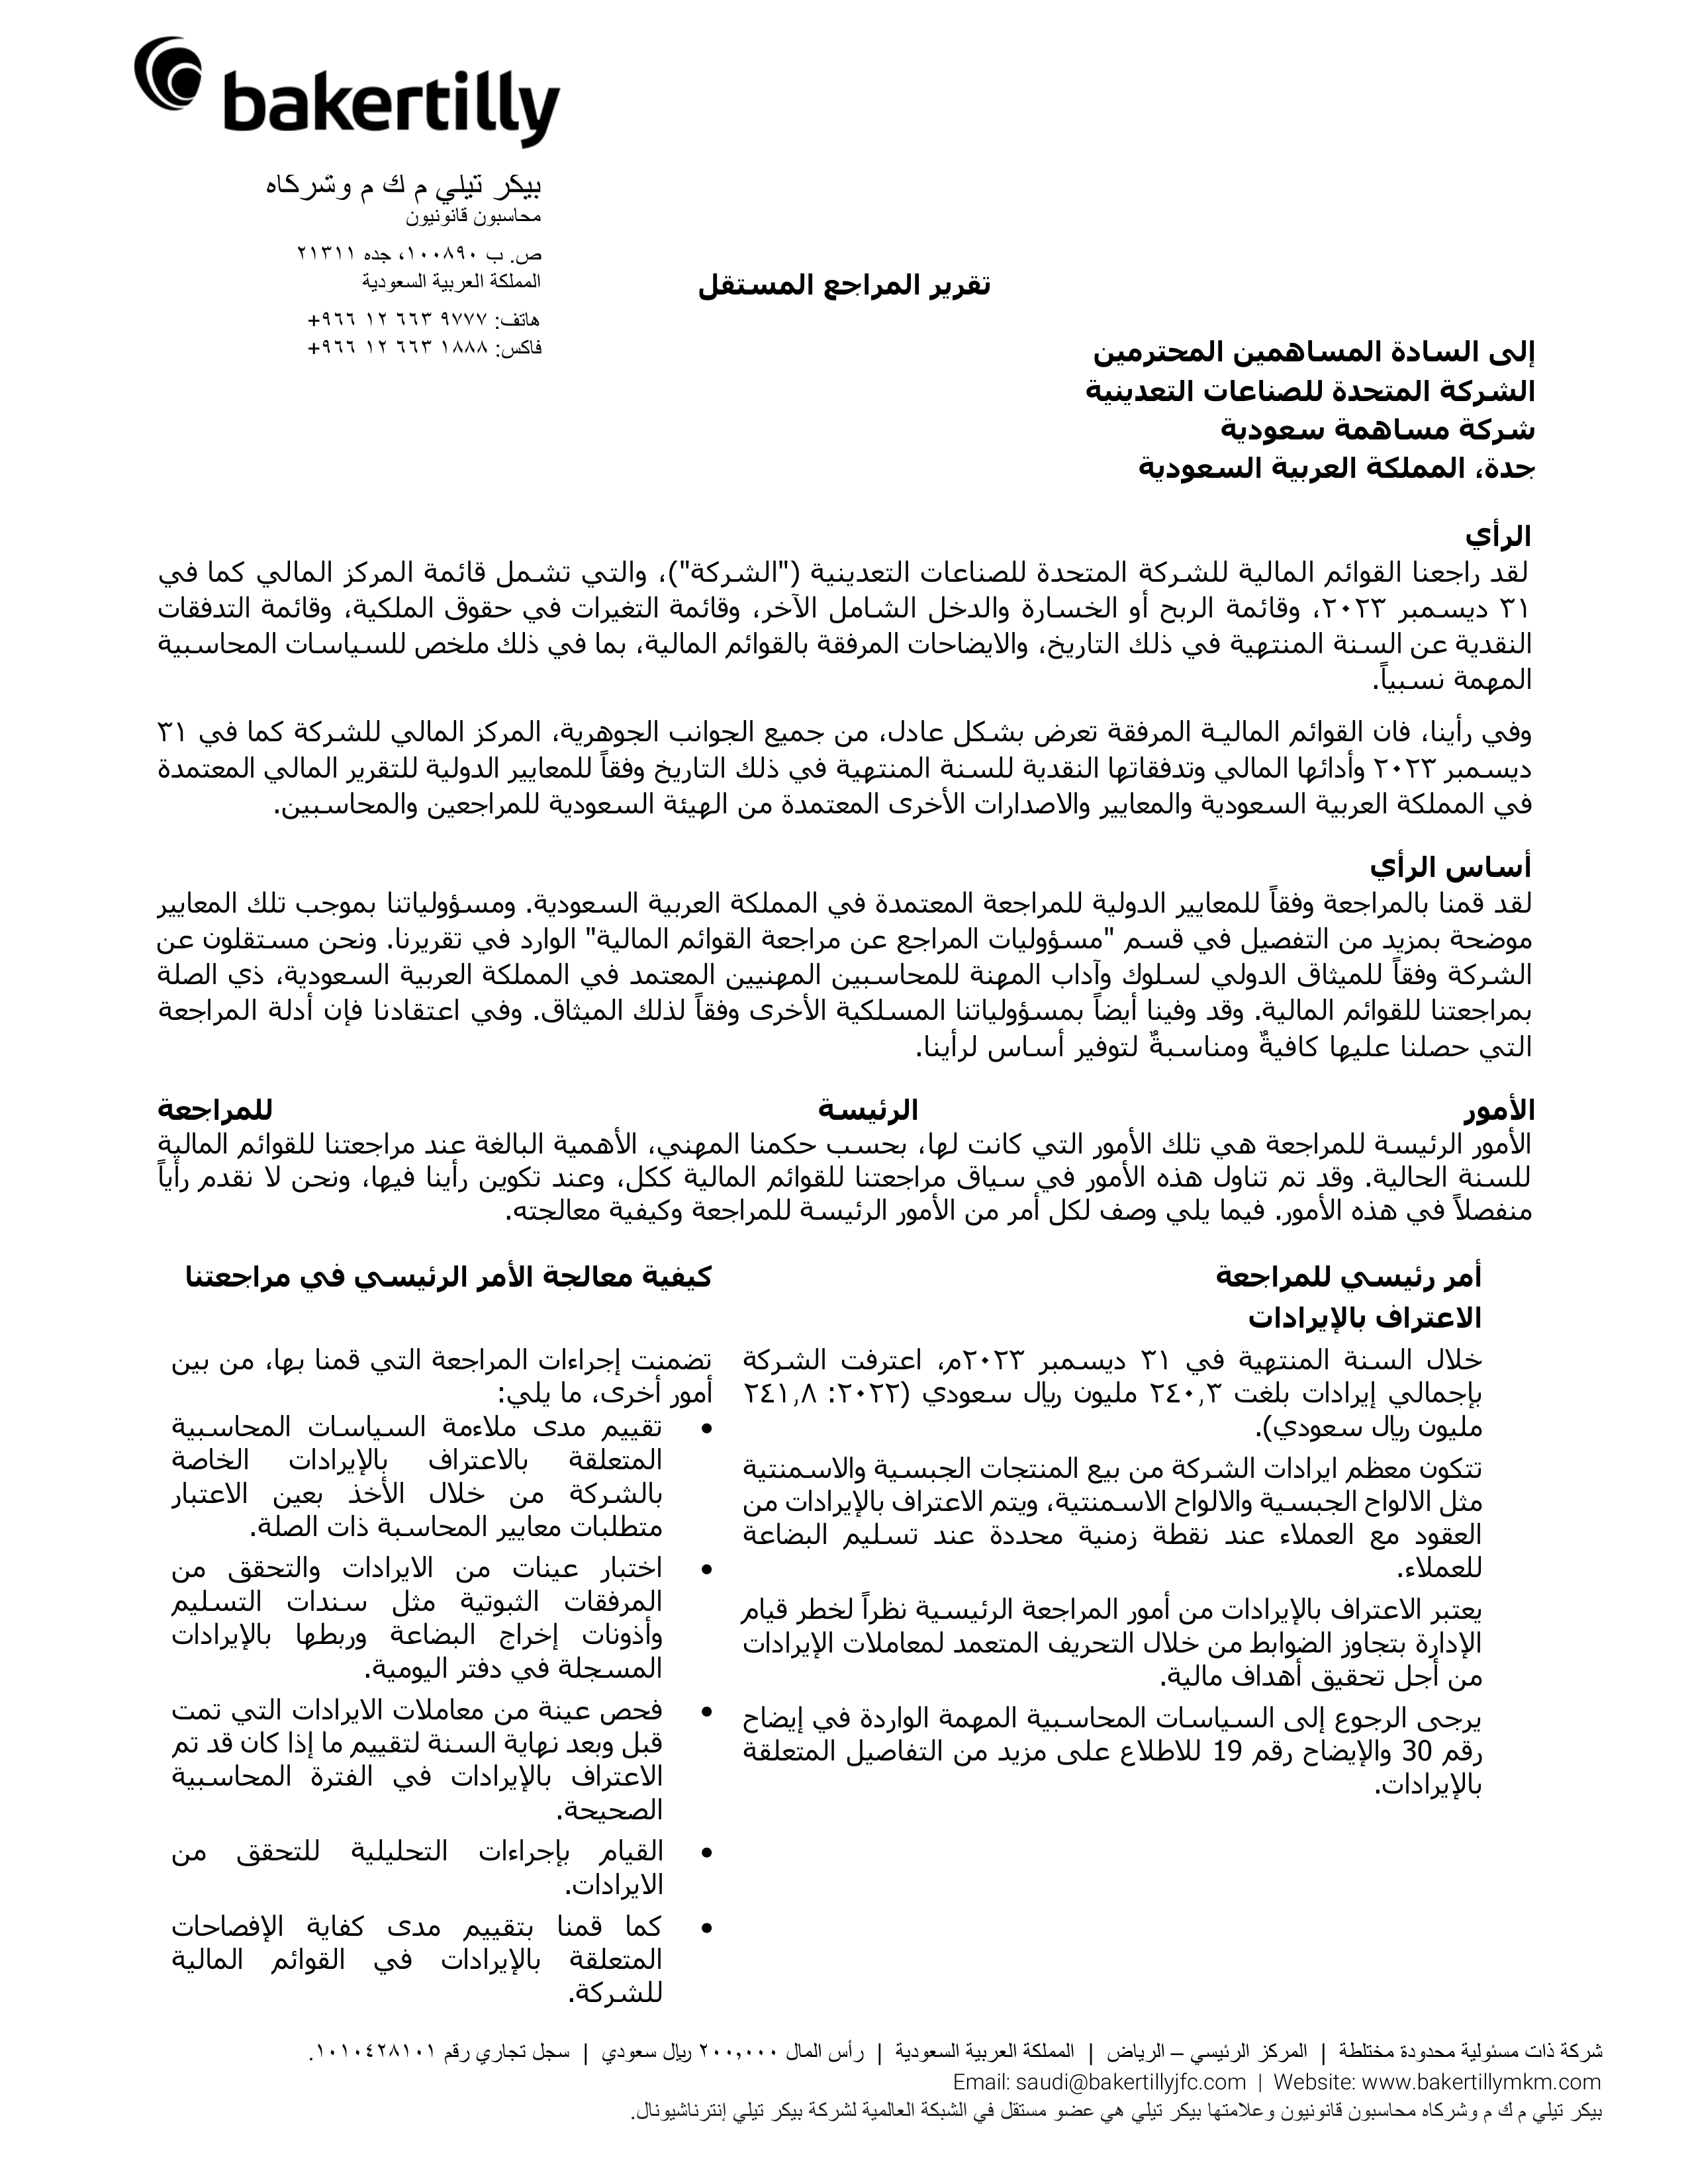 bakertilly
بيكر تيلي م ك م وشركاه
محاسبون قانونيون
ص. ب ١٠٠٨٩٠، جده ٢١٣١١
المملكة العربية السعودية
هاتف: ٩٧٧٧ ٦٦٣ ١٢ ٩٦٦+
فاكس: ١٨٨٨ ٦٦٣ ١٢ ٩٦٦+
تقرير المراجع المستقل
إلى السادة المساهمين المحترمين
الشركة المتحدة للصناعات التعدينية
شركة مساهمة سعودية
جدة، المملكة العربية السعودية
الرأي
لقد راجعنا القوائم المالية للشركة المتحدة للصناعات التعدينية ("الشركة")، والتي تشمل قائمة المركز المالي كما في
٣١ ديسمبر ٢٠٢٣، وقائمة الربح أو الخسارة والدخل الشامل الآخر، وقائمة التغيرات في حقوق الملكية، وقائمة التدفقات
النقدية عن السنة المنتهية في ذلك التاريخ، والايضاحات المرفقة بالقوائم المالية، بما في ذلك ملخص للسياسات المحاسبية
المهمة نسبياً.
وفي رأينا، فان القوائم المالية المرفقة تعرض بشكل عادل، من جميع الجوانب الجوهرية، المركز المالي للشركة كما في ٣١
ديسمبر ٢٠٢٣ وأدائها المالي وتدفقاتها النقدية للسنة المنتهية في ذلك التاريخ وفقاً للمعايير الدولية للتقرير المالي المعتمدة
في المملكة العربية السعودية والمعايير والاصدارات الأخرى المعتمدة من الهيئة السعودية للمراجعين والمحاسبين.
أساس الرأي
لقد قمنا بالمراجعة وفقاً للمعايير الدولية للمراجعة المعتمدة في المملكة العربية السعودية. ومسؤولياتنا بموجب تلك المعايير
موضحة بمزيد من التفصيل في قسم "مسؤوليات المراجع عن مراجعة القوائم المالية" الوارد في تقريرنا. ونحن مستقلون عن
الشركة وفقاً للميثاق الدولي لسلوك وآداب المهنة للمحاسبين المهنيين المعتمد في المملكة العربية السعودية، ذي الصلة
بمراجعتنا للقوائم المالية. وقد وفينا أيضاً بمسؤولياتنا المسلكية الأخرى وفقاً لذلك الميثاق. وفي اعتقادنا فإن أدلة المراجعة
التي حصلنا عليها كافيةٌ ومناسبةٌ لتوفير أساس لرأينا.
الأمور الرئيسة للمراجعة
الأمور الرئيسة للمراجعة هي تلك الأمور التي كانت لها، بحسب حكمنا المهني، الأهمية البالغة عند مراجعتنا للقوائم المالية
للسنة الحالية. وقد تم تناول هذه الأمور في سياق مراجعتنا للقوائم المالية ككل، وعند تكوين رأينا فيها، ونحن لا نقدم رأياً
منفصلاً في هذه الأمور. فيما يلي وصف لكل أمر من الأمور الرئيسة للمراجعة وكيفية معالجته.
أمر رئيسي للمراجعة
الاعتراف بالإيرادات
خلال السنة المنتهية في ٣١ ديسمبر ٢٠٢٣م، اعترفت الشركة
بإجمالي إيرادات بلغت ٢٤٠,٣ مليون ريال سعودي (٢٠٢٢: ٢٤١,٨
مليون ريال سعودي).
تتكون معظم ايرادات الشركة من بيع المنتجات الجبسية والاسمنتية
مثل الالواح الجبسية والالواح الاسمنتية، ويتم الاعتراف بالإيرادات من
العقود مع العملاء عند نقطة زمنية محددة عند تسليم البضاعة
للعملاء.
يعتبر الاعتراف بالإيرادات من أمور المراجعة الرئيسية نظراً لخطر قيام
الإدارة بتجاوز الضوابط من خلال التحريف المتعمد لمعاملات الإيرادات
من أجل تحقيق أهداف مالية.
يرجى الرجوع إلى السياسات المحاسبية المهمة الواردة في إيضاح
رقم 30 والإيضاح رقم 19 للاطلاع على مزيد من التفاصيل المتعلقة
بالإيرادات.
كيفية معالجة الأمر الرئيسي في مراجعتنا
تضمنت إجراءات المراجعة التي قمنا بها، من بين
أمور أخرى، ما يلي:
• تقييم مدى ملاءمة السياسات المحاسبية
المتعلقة بالاعتراف بالإيرادات الخاصة
بالشركة من خلال الأخذ بعين الاعتبار
متطلبات معايير المحاسبة ذات الصلة.
• اختبار عينات من الايرادات والتحقق من
المرفقات الثبوتية مثل سندات التسليم
وأذونات إخراج البضاعة وربطها بالإيرادات
المسجلة في دفتر اليومية.
• فحص عينة من معاملات الايرادات التي تمت
قبل وبعد نهاية السنة لتقييم ما إذا كان قد تم
الاعتراف بالإيرادات في الفترة المحاسبية
الصحيحة.
• القيام بإجراءات التحليلية للتحقق من
الايرادات.
• كما قمنا بتقييم مدى كفاية الإفصاحات
المتعلقة بالإيرادات في القوائم المالية
للشركة.
شركة ذات مسئولية محدودة مختلطة | المركز الرئيسي – الرياض | المملكة العربية السعودية | رأس المال ٢٠٠,٠٠٠ ريال سعودي | سجل تجاري رقم ١٠١٠٤٢٨١٠١.
Email: saudi@bakertillyjfc.com | Website: www.bakertillymkm.com
بيكر تيلي م ك م وشركاه محاسبون قانونيون وعلامتها بيكر تيلي هي عضو مستقل في الشبكة العالمية لشركة بيكر تيلي إنترناشيونال.